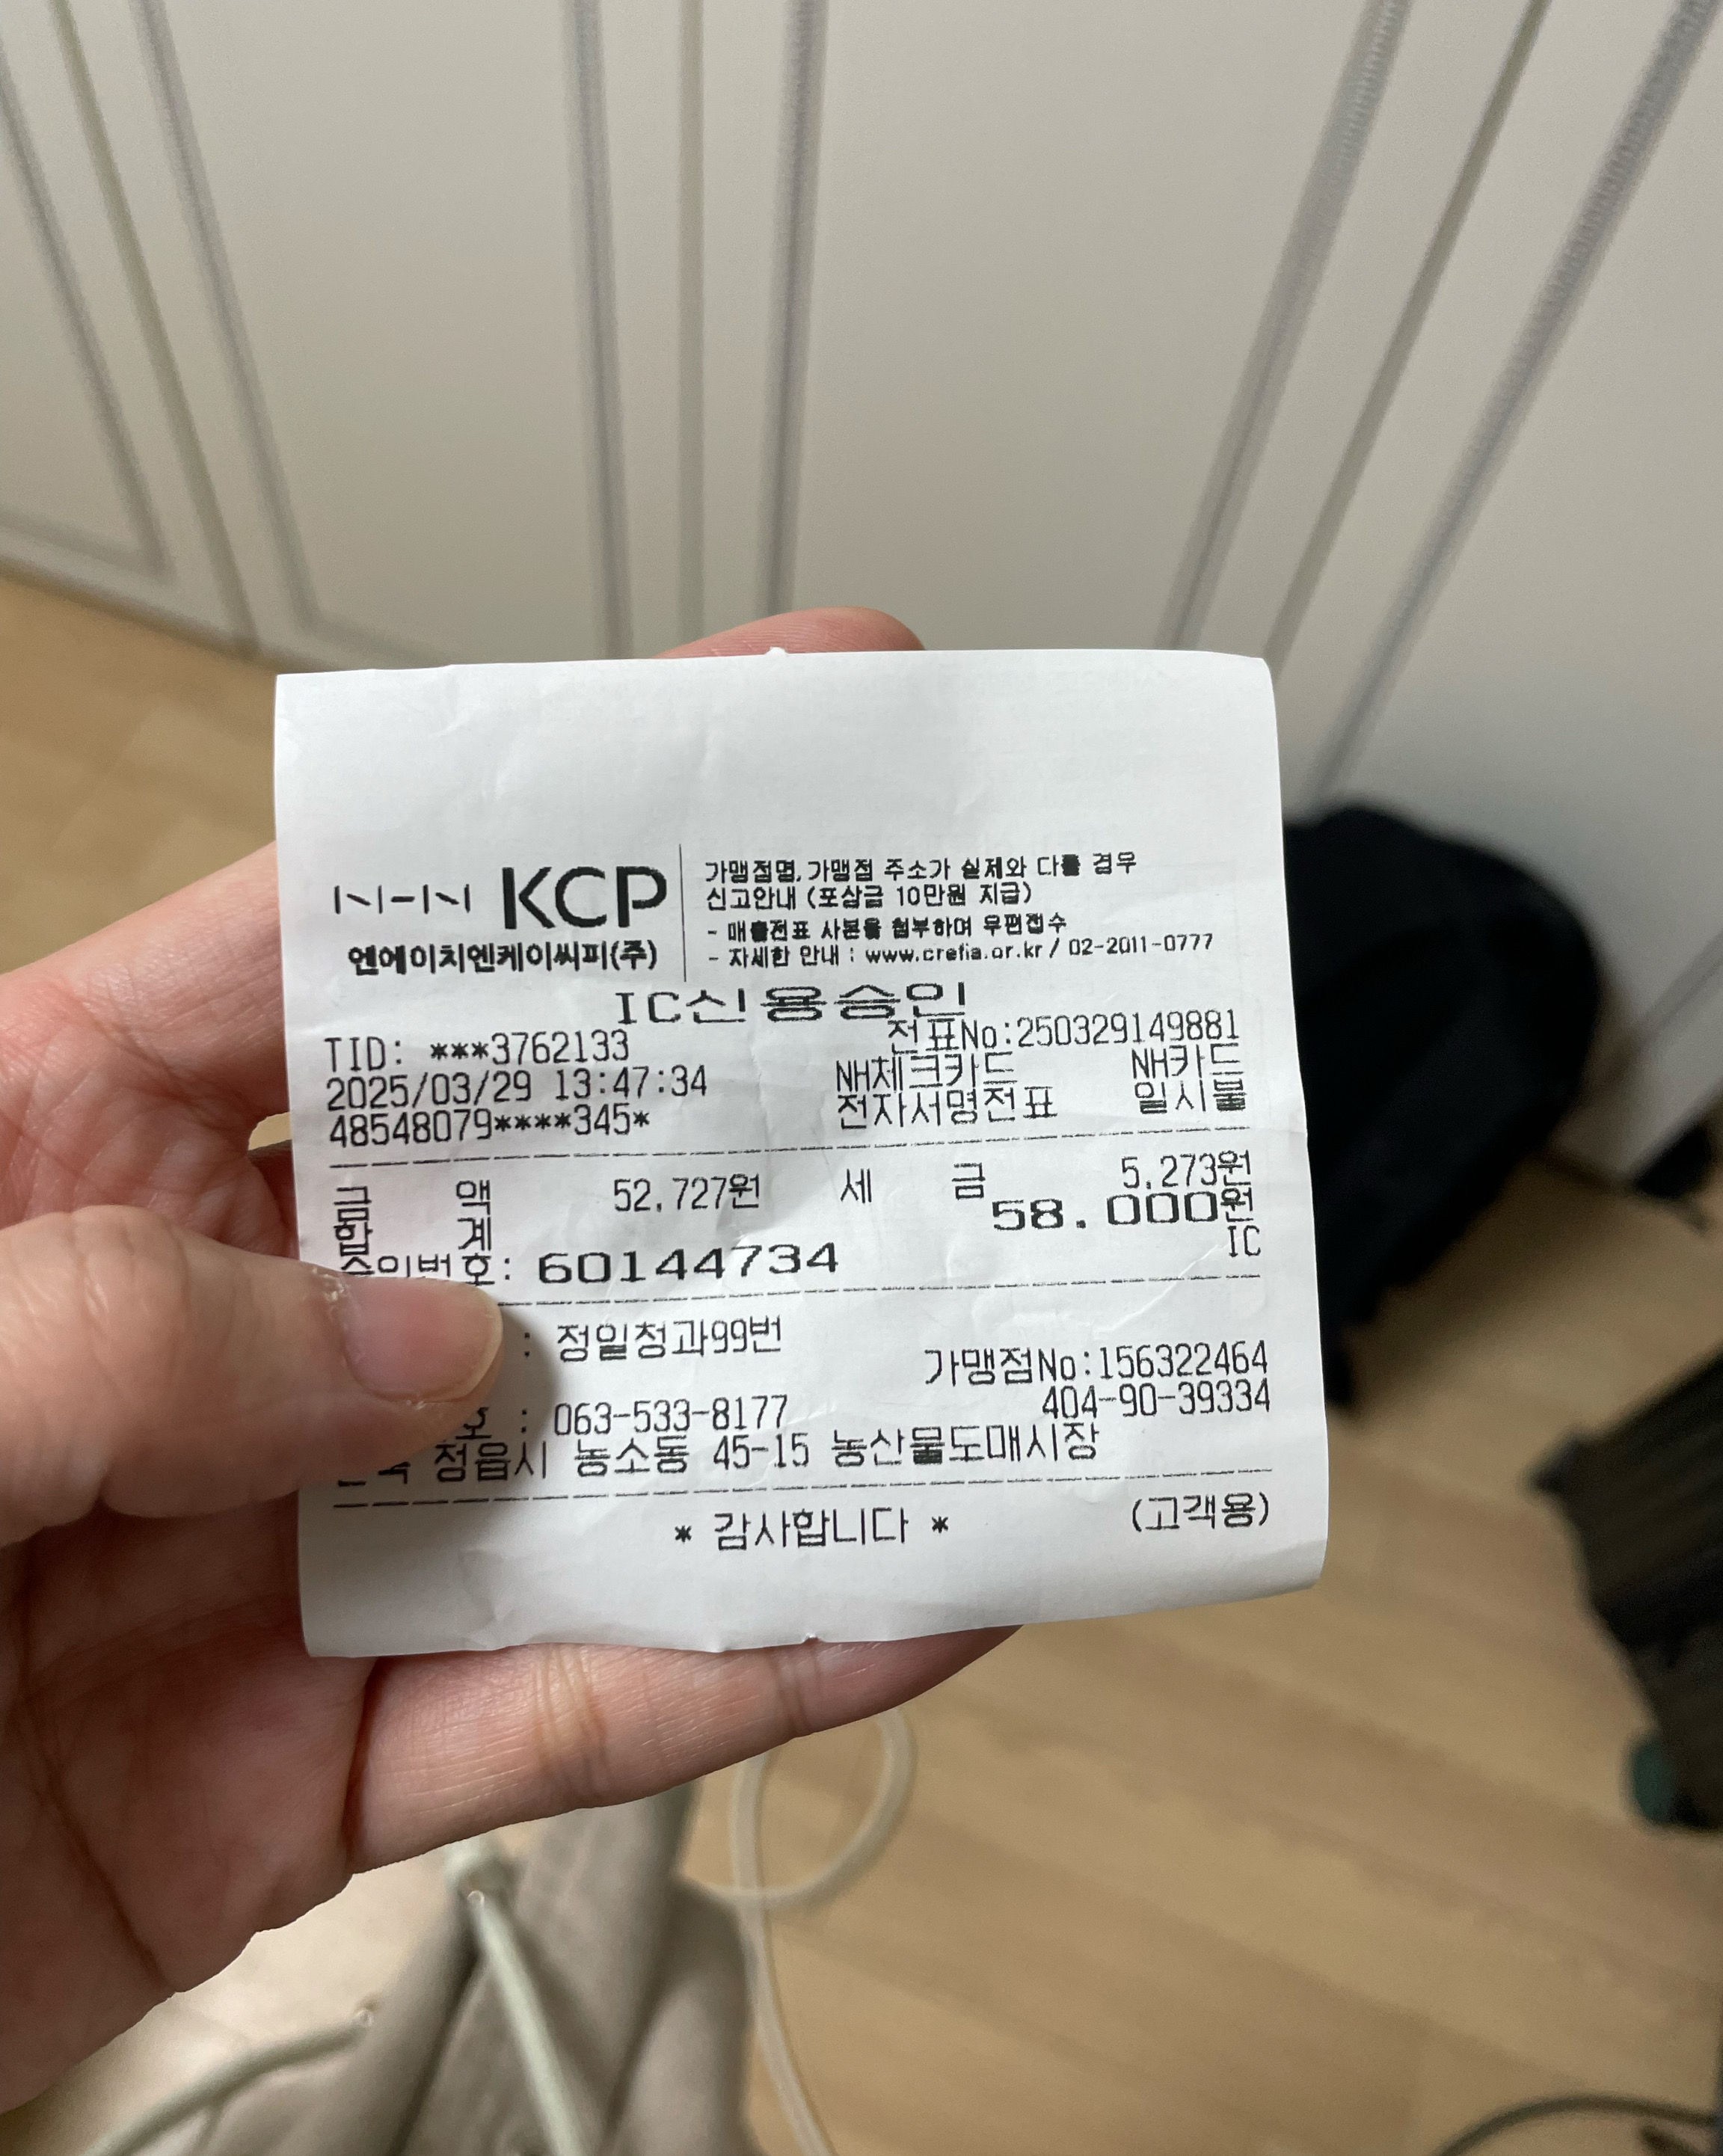 NHN KCP
엔에이치엔케이씨피(주)
가맹점명, 가맹점 주소가 실제와 다를 경우
신고안내 (포상금 10만원 지급)
- 매출전표 사본을 첨부하여 우편접수
- 자세한 안내 : www.crefia.or.kr / 02-2011-0777
IC신용승인
TID: ***3762133 전표No:250329149881
2025/03/29 13:47:34 NH체크카드 NH카드
48548079****345* 전자서명전표 일시불
금 액 52,727원 세 금 5,273원
합 계 58.000원
승인번호: 60144734 IC
: 정일청과99번
가맹점No:156322464
호 : 063-533-8177 404-90-39334
정읍시 농소동 45-15 농산물도매시장
* 감사합니다 * (고객용)